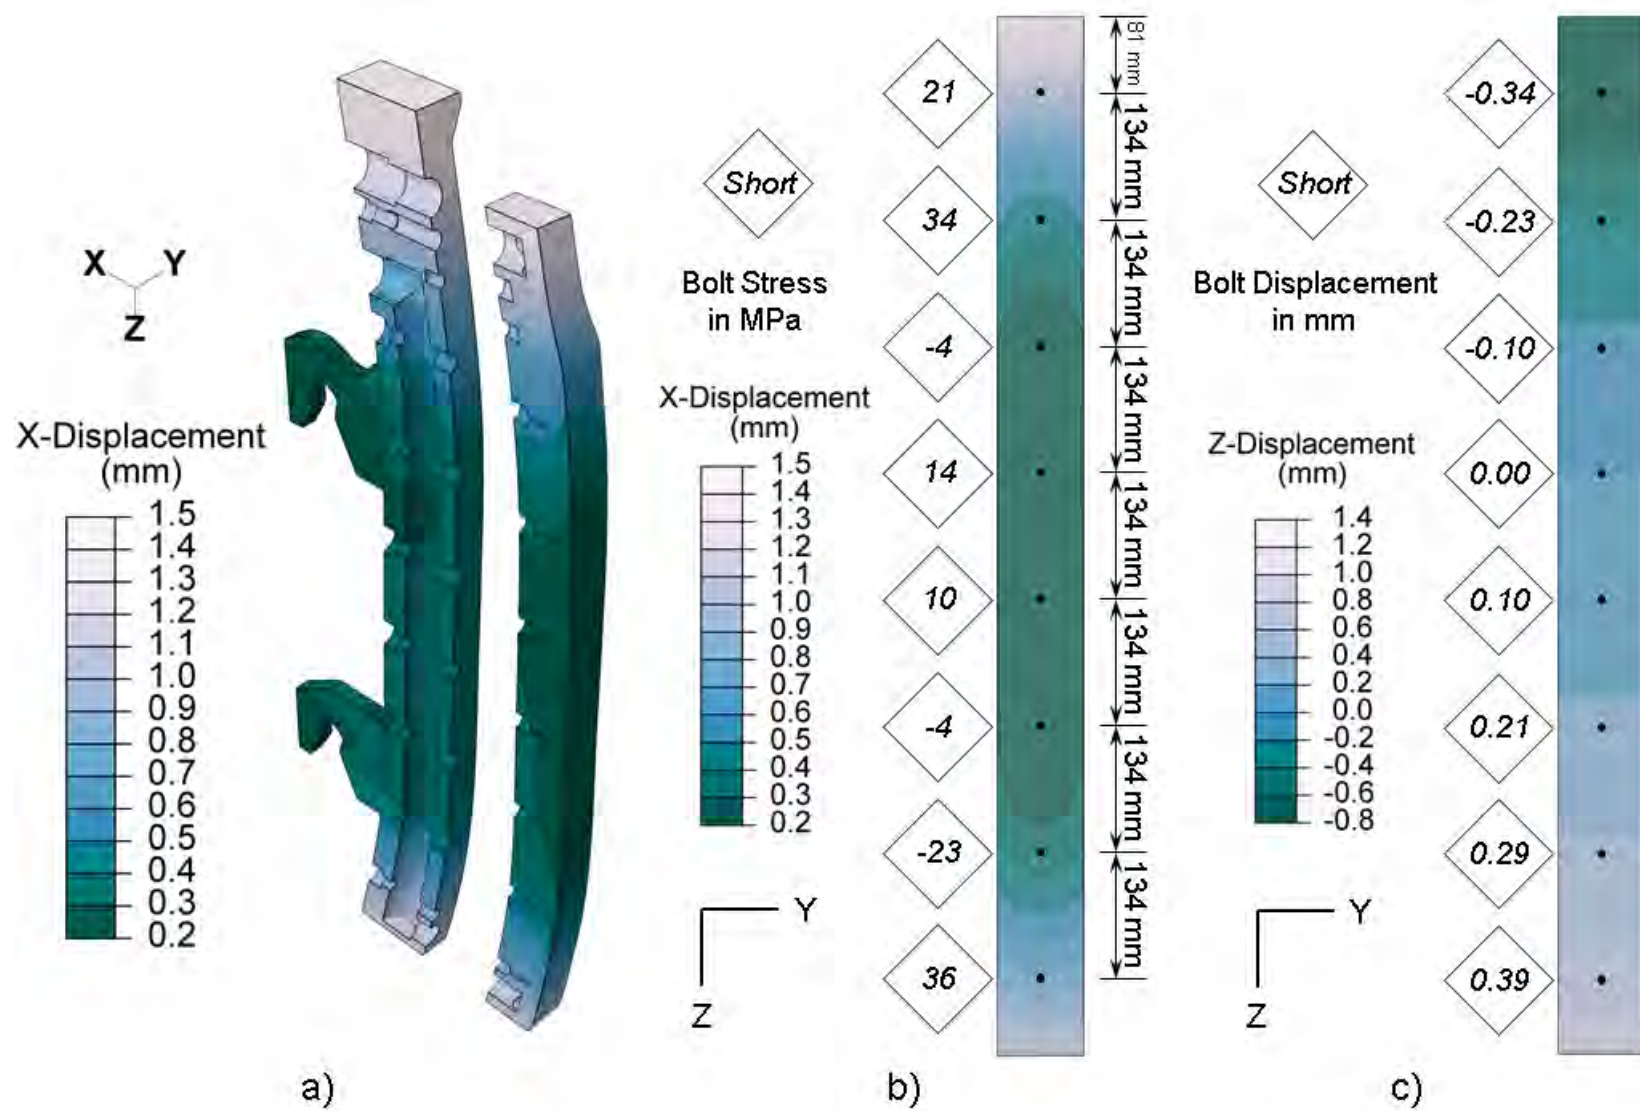 X Y
Z
X-Displacement
(mm)
1.5
1.4
1.3
1.2
1.1
1.0
0.9
0.8
0.7
0.6
0.5
0.4
0.3
0.2
a)
Short
Bolt Stress
in MPa
X-Displacement
(mm)
1.5
1.4
1.3
1.2
1.1
1.0
0.9
0.8
0.7
0.6
0.5
0.4
0.3
0.2
Y
Z
21
34
-4
14
10
-4
-23
36
81 mm
134 mm
134 mm
134 mm
134 mm
134 mm
134 mm
134 mm
b)
Short
Bolt Displacement
in mm
Z-Displacement
(mm)
1.4
1.2
1.0
0.8
0.6
0.4
0.2
0.0
-0.2
-0.4
-0.6
-0.8
Y
Z
-0.34
-0.23
-0.10
0.00
0.10
0.21
0.29
0.39
c)